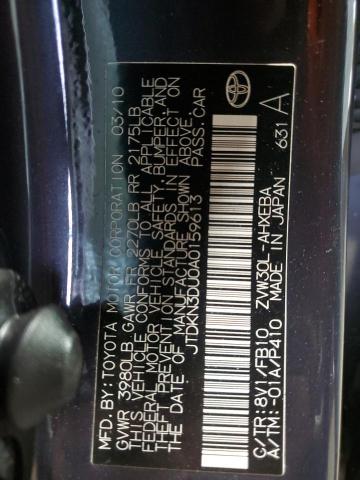 MFD. BY: TOYOTA MOTOR CORPORATION 03/10
GVWR 3980LB GAWR FR 2270LB RR 2175LB
THIS VEHICLE CONFORMS TO ALL APPLICABLE
FEDERAL MOTOR VEHICLE SAFETY, BUMPER, AND
THEFT PREVENTION STANDARDS IN EFFECT ON
THE DATE OF MANUFACTURE SHOWN ABOVE.
JTDKN3DU0A0159613 PASS. CAR
C/TR: 8V1/FB10 ZVW30L-AHXEBA
A/TM: -01A/P410 MADE IN JAPAN 631 A